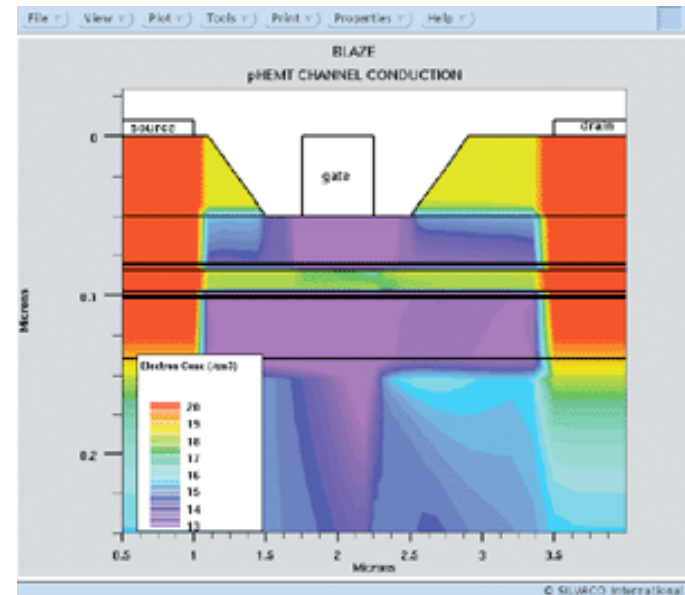 File View Plot Tools Print Properties Help
BLAZE
pHEMT CHANNEL CONDUCTION
source
drain
gate
0
0.1
0.2
Microns
Electron Conc (/cm3)
20
19
18
17
16
15
14
13
0.5 1 1.5 2 2.5 3 3.5
Microns
© SILVACO International